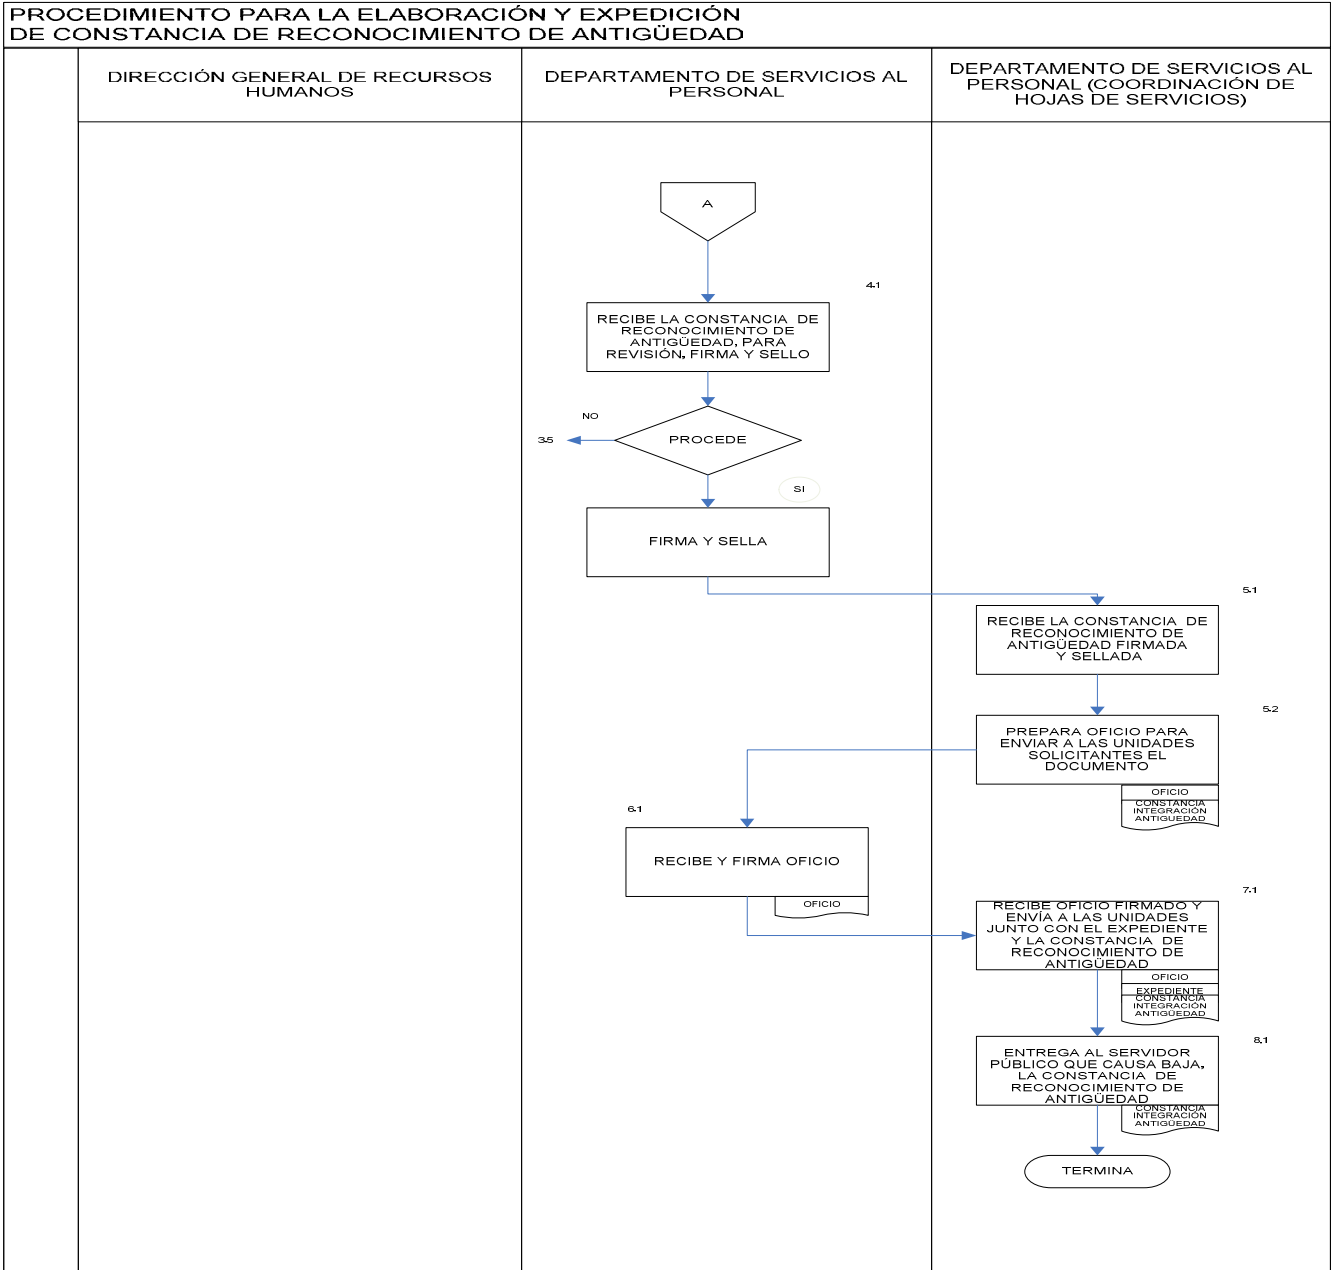 PROCEDIMIENTO PARA LA ELABORACIÓN Y EXPEDICIÓN
DE CONSTANCIA DE RECONOCIMIENTO DE ANTIGÜEDAD
DIRECCIÓN GENERAL DE RECURSOS
HUMANOS
DEPARTAMENTO DE SERVICIOS AL
PERSONAL
DEPARTAMENTO DE SERVICIOS AL
PERSONAL (COORDINACIÓN DE
HOJAS DE SERVICIOS)
A
4.1
RECIBE LA CONSTANCIA DE
RECONOCIMIENTO DE
ANTIGÜEDAD, PARA
REVISIÓN, FIRMA Y SELLO
NO
3.5
PROCEDE
SI
FIRMA Y SELLA
5.1
RECIBE LA CONSTANCIA DE
RECONOCIMIENTO DE
ANTIGÜEDAD FIRMADA
Y SELLADA
5.2
PREPARA OFICIO PARA
ENVIAR A LAS UNIDADES
SOLICITANTES EL
DOCUMENTO
OFICIO
CONSTANCIA
INTEGRACIÓN
ANTIGUEDAD
6.1
RECIBE Y FIRMA OFICIO
OFICIO
7.1
RECIBE OFICIO FIRMADO Y
ENVÍA A LAS UNIDADES
JUNTO CON EL EXPEDIENTE
Y LA CONSTANCIA DE
RECONOCIMIENTO DE
ANTIGÜEDAD
OFICIO
EXPEDIENTE
CONSTANCIA
INTEGRACIÓN
ANTIGÜEDAD
8.1
ENTREGA AL SERVIDOR
PÚBLICO QUE CAUSA BAJA,
LA CONSTANCIA DE
RECONOCIMIENTO DE
ANTIGÜEDAD
CONSTANCIA
INTEGRACIÓN
ANTIGÜEDAD
TERMINA